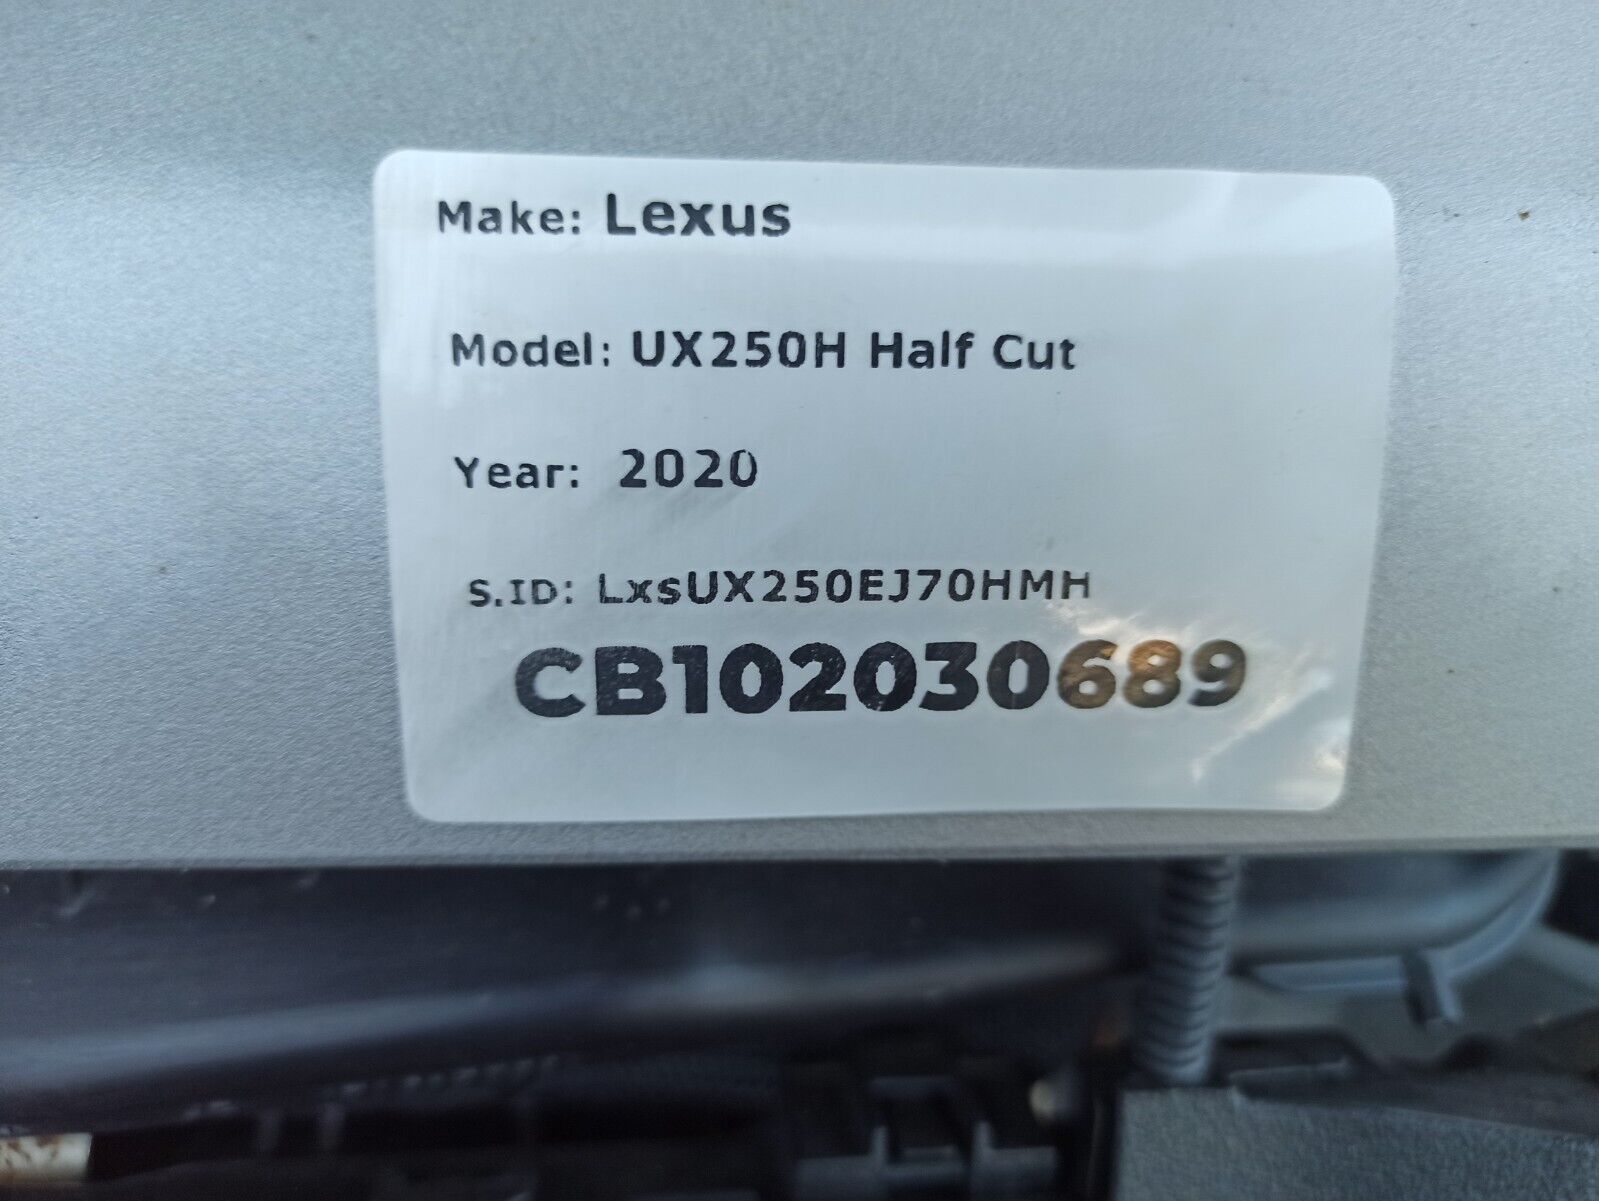 Make: Lexus
Model: UX250H Half Cut
Year: 2020
S.ID: LxsUX250EJ70HMH
CB102030689